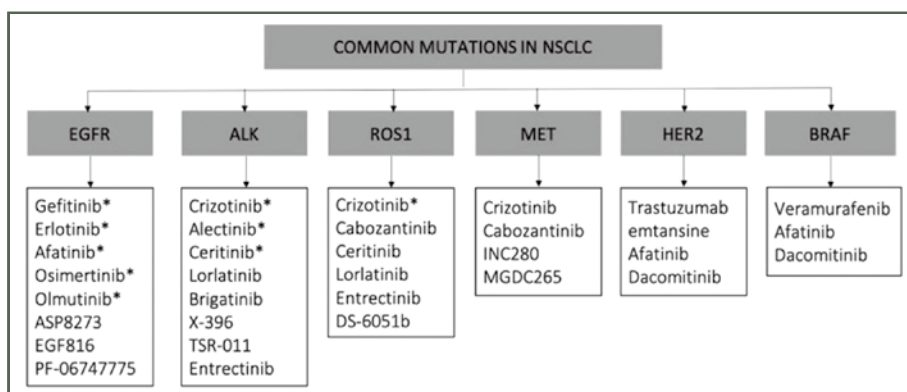 COMMON MUTATIONS IN NSCLC
EGFR
Gefitinib*
Erlotinib*
Afatinib*
Osimertinib*
Olmutinib*
ASP8273
EGF816
PF-06747775
ALK
Crizotinib*
Alectinib*
Ceritinib*
Lorlatinib
Brigatinib
X-396
TSR-011
Entrectinib
ROS1
Crizotinib*
Cabozantinib
Ceritinib
Lorlatinib
Entrectinib
DS-6051b
MET
Crizotinib
Cabozantinib
INC280
MGDC265
HER2
Trastuzumab
emtansine
Afatinib
Dacomitinib
BRAF
Veramurafenib
Afatinib
Dacomitinib